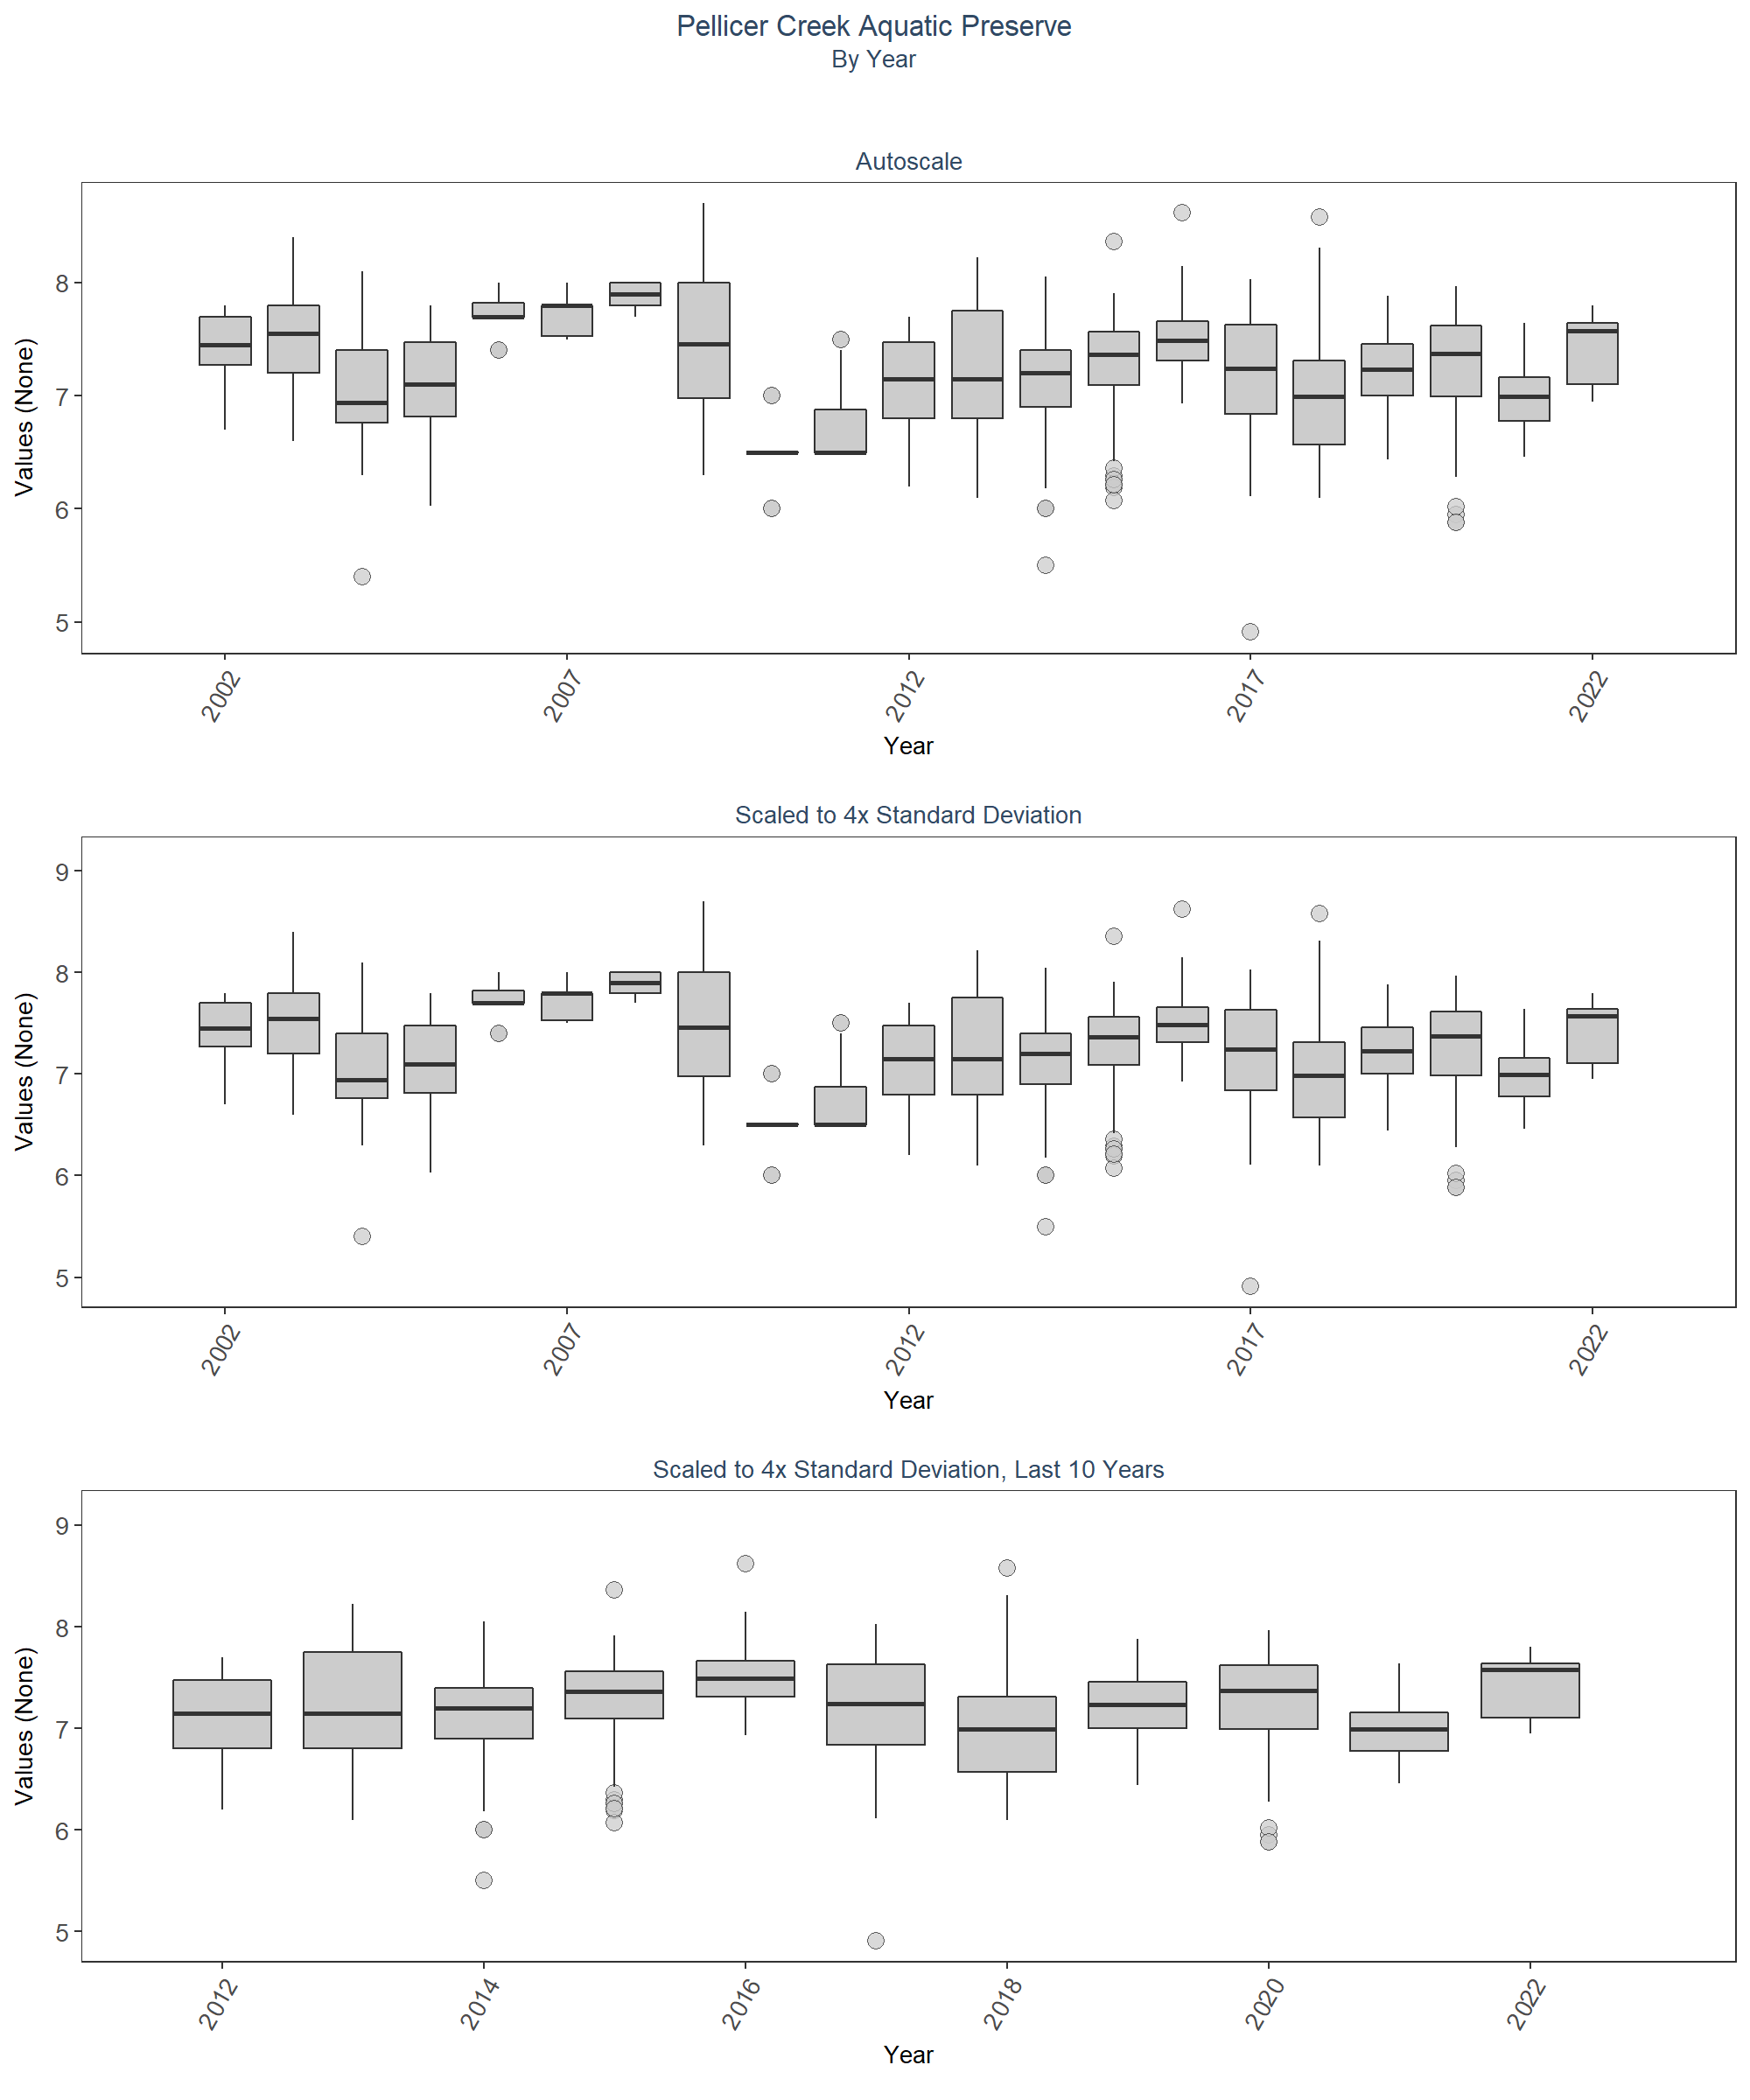 Pellicer Creek Aquatic Preserve
By Year
Autoscale
Values (None)
8
7
6
5
2002
2007
2012
2017
2022
Year
Scaled to 4x Standard Deviation
Values (None)
9
8
7
6
5
2002
2007
2012
2017
2022
Year
Scaled to 4x Standard Deviation, Last 10 Years
Values (None)
9
8
7
6
5
2012
2014
2016
2018
2020
2022
Year